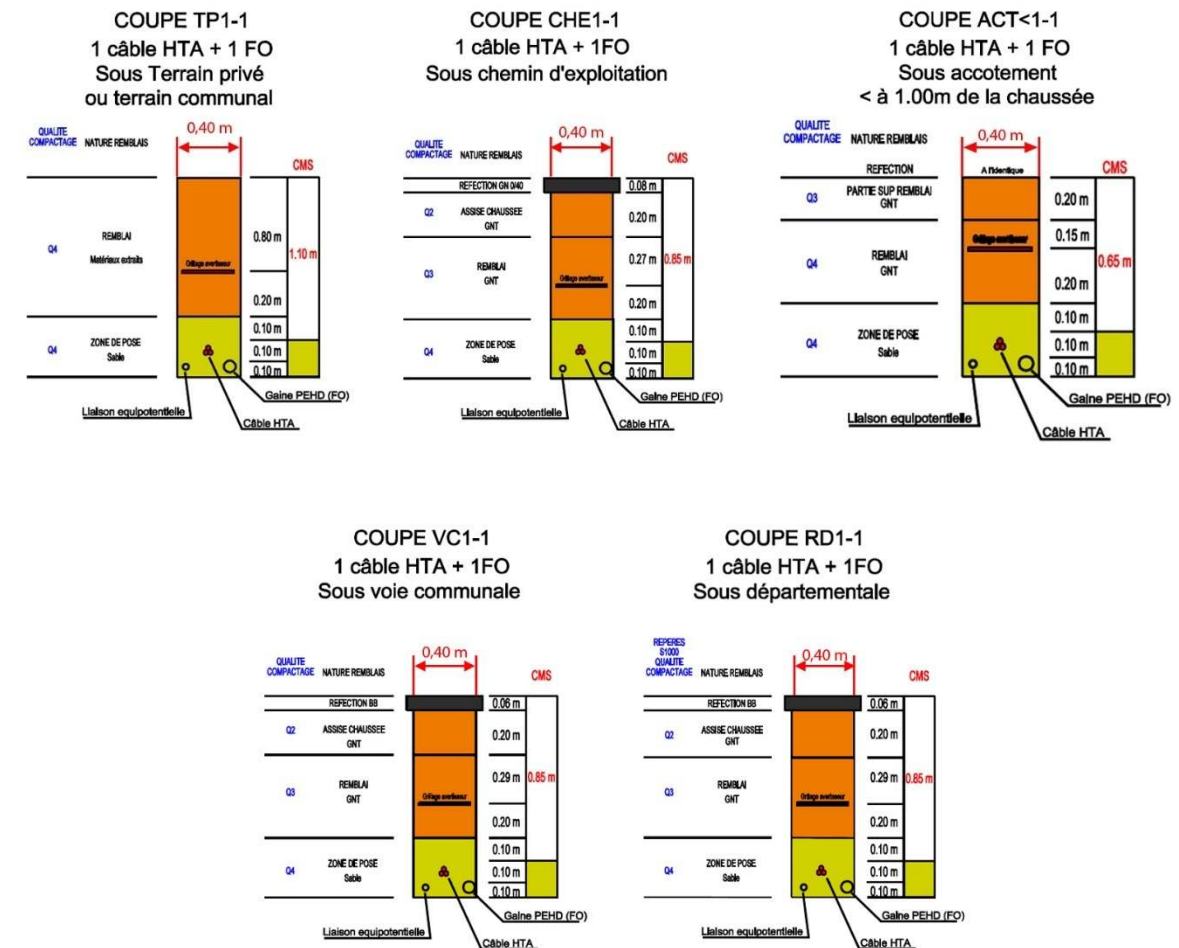 COUPE TP1-1
1 câble HTA + 1 FO
Sous Terrain privé
ou terrain communal
QUALITE
COMPACTAGE
NATURE REMBLAIS
0,40 m
CMS
Q4
REMBLAI
Matériaux extraits
Grillage avertisseur
0.80 m
1.10 m
0.20 m
Q4
ZONE DE POSE
Sable
0.10 m
0.10 m
0.10 m
Gaine PEHD (FO)
Liaison equipotentielle
Câble HTA
COUPE CHE1-1
1 câble HTA + 1FO
Sous chemin d'exploitation
QUALITE
COMPACTAGE
NATURE REMBLAIS
0,40 m
CMS
REFECTION GN 0/40
0.08 m
Q2
ASSISE CHAUSSEE
GNT
0.20 m
Q3
REMBLAI
GNT
Grillage avertisseur
0.27 m
0.85 m
0.20 m
Q4
ZONE DE POSE
Sable
0.10 m
0.10 m
0.10 m
Gaine PEHD (FO)
Liaison equipotentielle
Câble HTA
COUPE ACT<1-1
1 câble HTA + 1 FO
Sous accotement
< à 1.00m de la chaussée
QUALITE
COMPACTAGE
NATURE REMBLAIS
0,40 m
CMS
REFECTION
A l'identique
Q3
PARTIE SUP REMBLAI
GNT
0.20 m
Grillage avertisseur
0.15 m
Q4
REMBLAI
GNT
0.65 m
0.20 m
Q4
ZONE DE POSE
Sable
0.10 m
0.10 m
0.10 m
Gaine PEHD (FO)
Liaison equipotentielle
Câble HTA
COUPE VC1-1
1 câble HTA + 1FO
Sous voie communale
QUALITE
COMPACTAGE
NATURE REMBLAIS
0,40 m
CMS
REFECTION BB
0.06 m
Q2
ASSISE CHAUSSEE
GNT
0.20 m
Q3
REMBLAI
GNT
Grillage avertisseur
0.29 m
0.85 m
0.20 m
Q4
ZONE DE POSE
Sable
0.10 m
0.10 m
0.10 m
Gaine PEHD (FO)
Liaison equipotentielle
Câble HTA
COUPE RD1-1
1 câble HTA + 1FO
Sous départementale
REPERES
S1000
QUALITE
COMPACTAGE
NATURE REMBLAIS
0,40 m
CMS
REFECTION BB
0.06 m
Q2
ASSISE CHAUSSEE
GNT
0.20 m
Q3
REMBLAI
GNT
Grillage avertisseur
0.29 m
0.85 m
0.20 m
Q4
ZONE DE POSE
Sable
0.10 m
0.10 m
0.10 m
Gaine PEHD (FO)
Liaison equipotentielle
Câble HTA